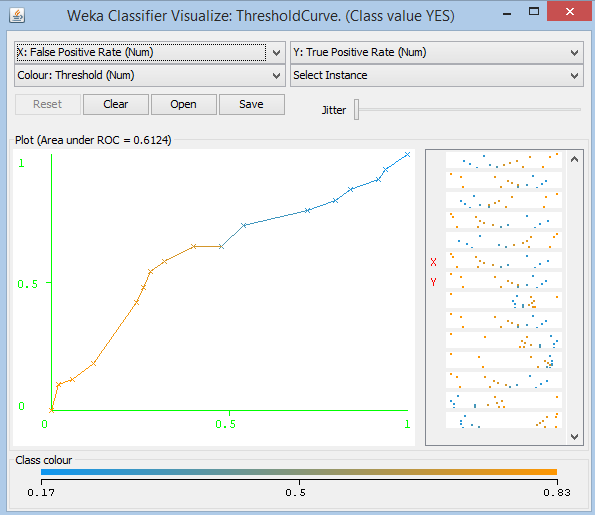 Weka Classifier Visualize: ThresholdCurve. (Class value YES)
X: False Positive Rate (Num) Y: True Positive Rate (Num)
Colour: Threshold (Num) Select Instance
Reset Clear Open Save Jitter
Plot (Area under ROC = 0.6124)
1
0.5
0
0 0.5 1
X
Y
Class colour
0.17 0.5 0.83